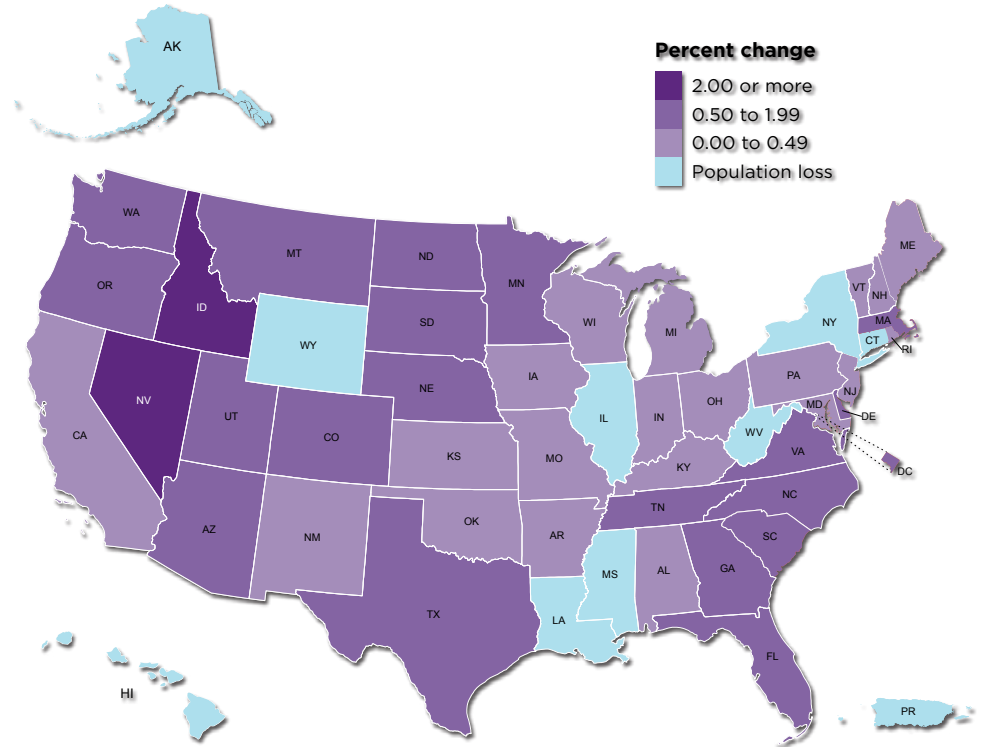 AK
Percent change
2.00 or more
0.50 to 1.99
0.00 to 0.49
Population loss
WA
MT
ND
MN
ME
OR
ID
SD
WI
MI
VT
NH
NY
MA
CT
RI
WY
NE
IA
PA
NJ
NV
UT
CO
IL
IN
OH
MD
DE
CA
KS
MO
KY
WV
VA
DC
AZ
NM
OK
AR
TN
NC
SC
MS
AL
GA
TX
LA
FL
HI
PR